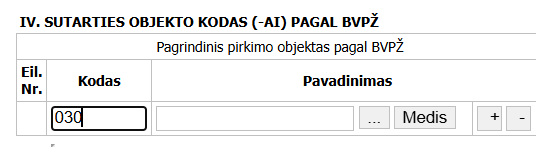 IV. SUTARTIES OBJEKTO KODAS (-AI) PAGAL BVPŽ
Pagrindinis pirkimo objektas pagal BVPŽ
Eil. Nr. Kodas Pavadinimas
030 ... Medis + -